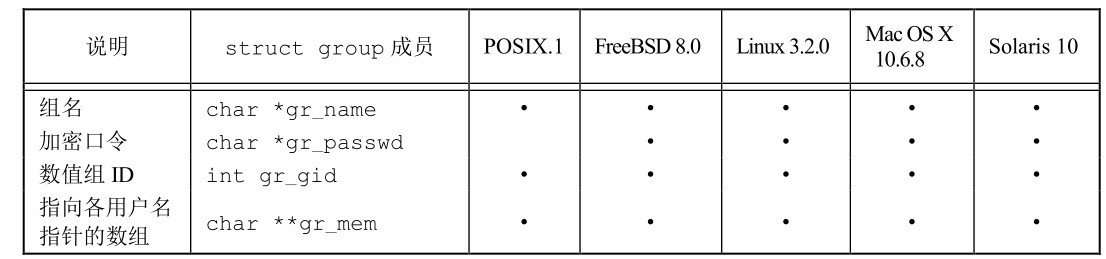 说明 struct group 成员 POSIX.1 FreeBSD 8.0 Linux 3.2.0 Mac OS X 10.6.8 Solaris 10
组名 char *gr_name • • • • •
加密口令 char *gr_passwd • • • •
数值组 ID int gr_gid • • • • •
指向各用户名
指针的数组 char **gr_mem • • • • •